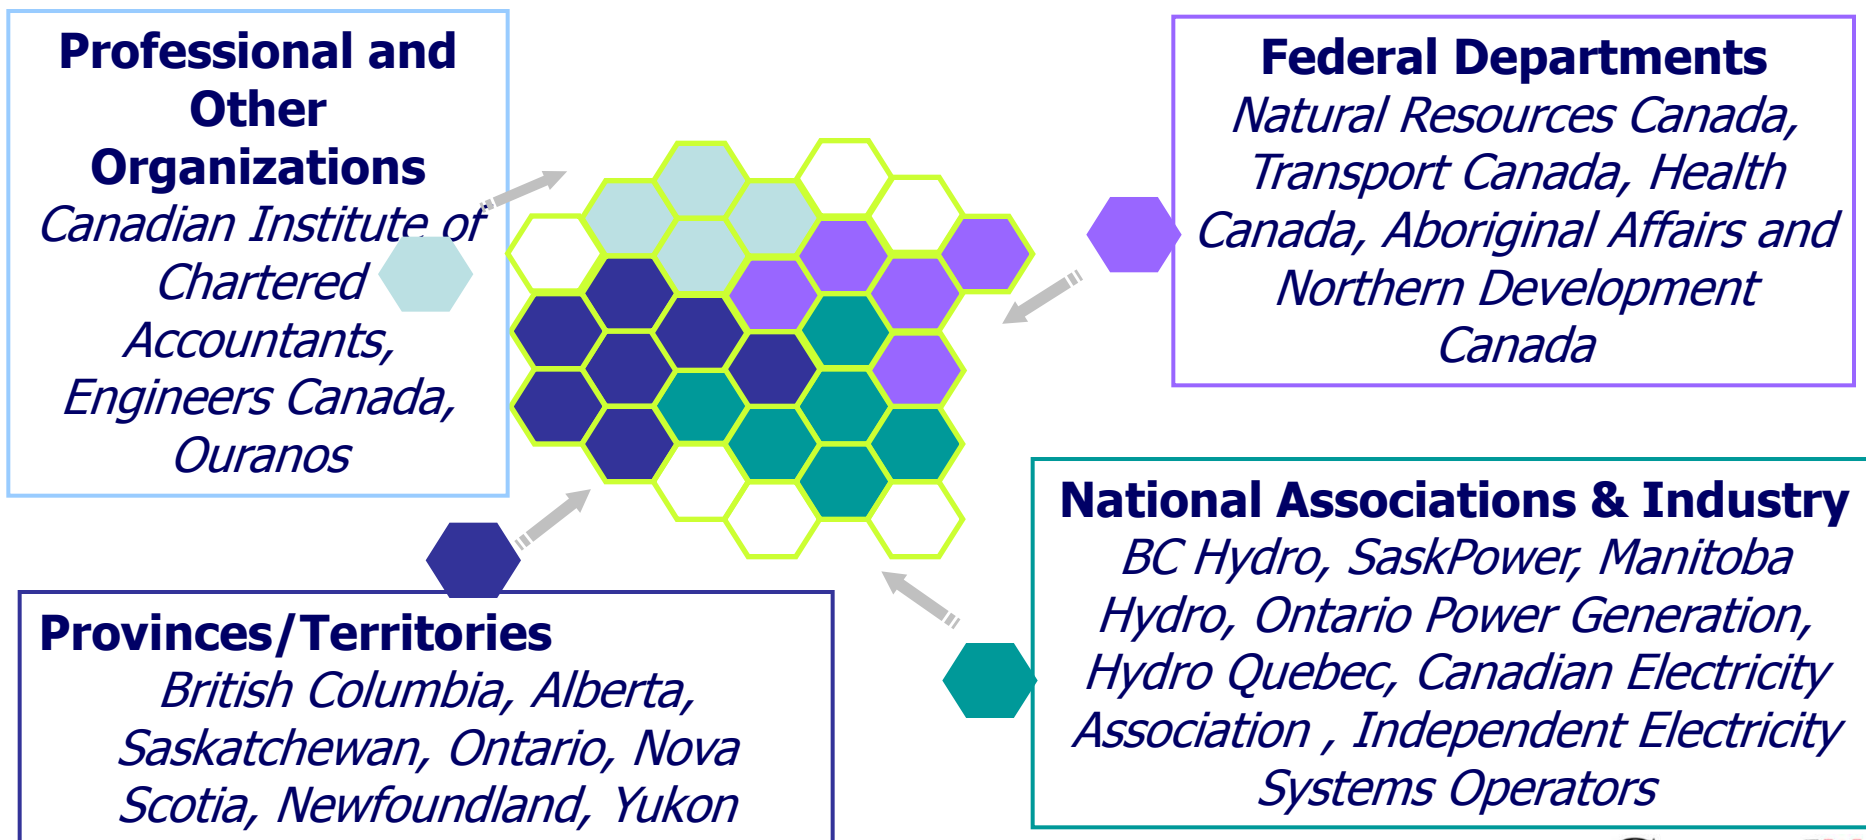 Professional and
Other
Organizations
Canadian Institute of
Chartered
Accountants,
Engineers Canada,
Ouranos
Federal Departments
Natural Resources Canada,
Transport Canada, Health
Canada, Aboriginal Affairs and
Northern Development
Canada
Provinces/Territories
British Columbia, Alberta,
Saskatchewan, Ontario, Nova
Scotia, Newfoundland, Yukon
National Associations & Industry
BC Hydro, SaskPower, Manitoba
Hydro, Ontario Power Generation,
Hydro Quebec, Canadian Electricity
Association , Independent Electricity
Systems Operators